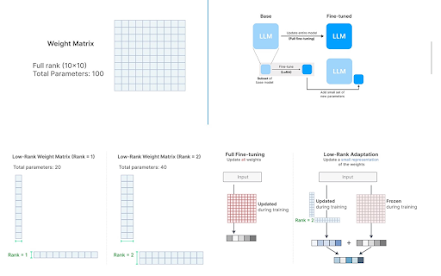 Weight Matrix
Full rank (10×10)
Total Parameters: 100
Base
Fine-tuned
LLM
Update entire model
(Full fine-tuning)
LLM
Fine-tune
(LoRA)
LLM
Subset of
base model
Add small set of
new parameters
Low-Rank Weight Matrix (Rank = 1)
Total parameters: 20
Rank = 1
Low-Rank Weight Matrix (Rank = 2)
Total parameters: 40
Rank = 2
Full Fine-tuning
Update of weights
Input
Updated
during training
Low-Rank Adaptation
Update a small representation
of the weights
Input
Updated
during training
Rank = 2
Frozen
during training
+